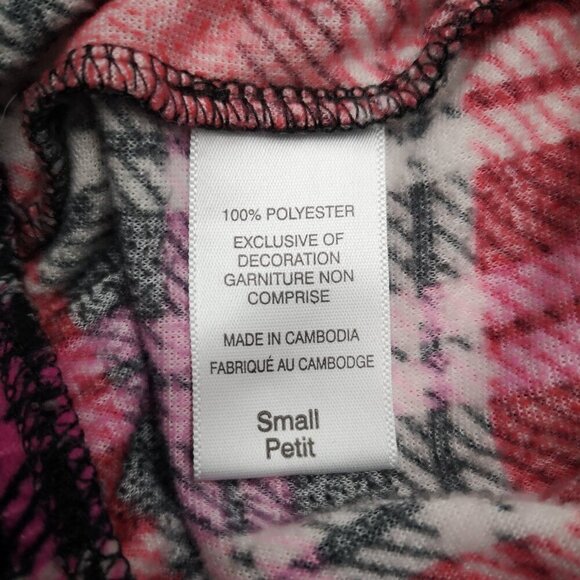 100% POLYESTER
EXCLUSIVE OF
DECORATION
GARNITURE NON
COMPRISE
MADE IN CAMBODIA
FABRIQUÉ AU CAMBODGE
Small
Petit